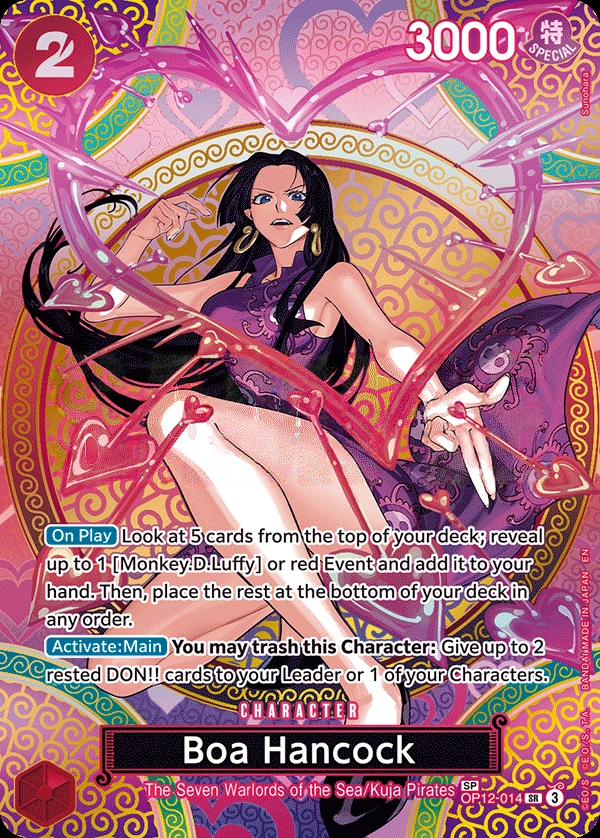 2
3000
特
SPECIAL
Sunohara
On Play Look at 5 cards from the top of your deck; reveal
up to 1 [Monkey.D.Luffy] or red Event and add it to your
hand. Then, place the rest at the bottom of your deck in
any order.
Activate:Main You may trash this Character: Give up to 2
rested DON!! cards to your Leader or 1 of your Characters.
CHARACTER
Boa Hancock
The Seven Warlords of the Sea/Kuja Pirates
SP
OP12-014 SR 3
©E.O/S. ©E.O./S.,T.A. BANDAI MADE IN JAPAN EN